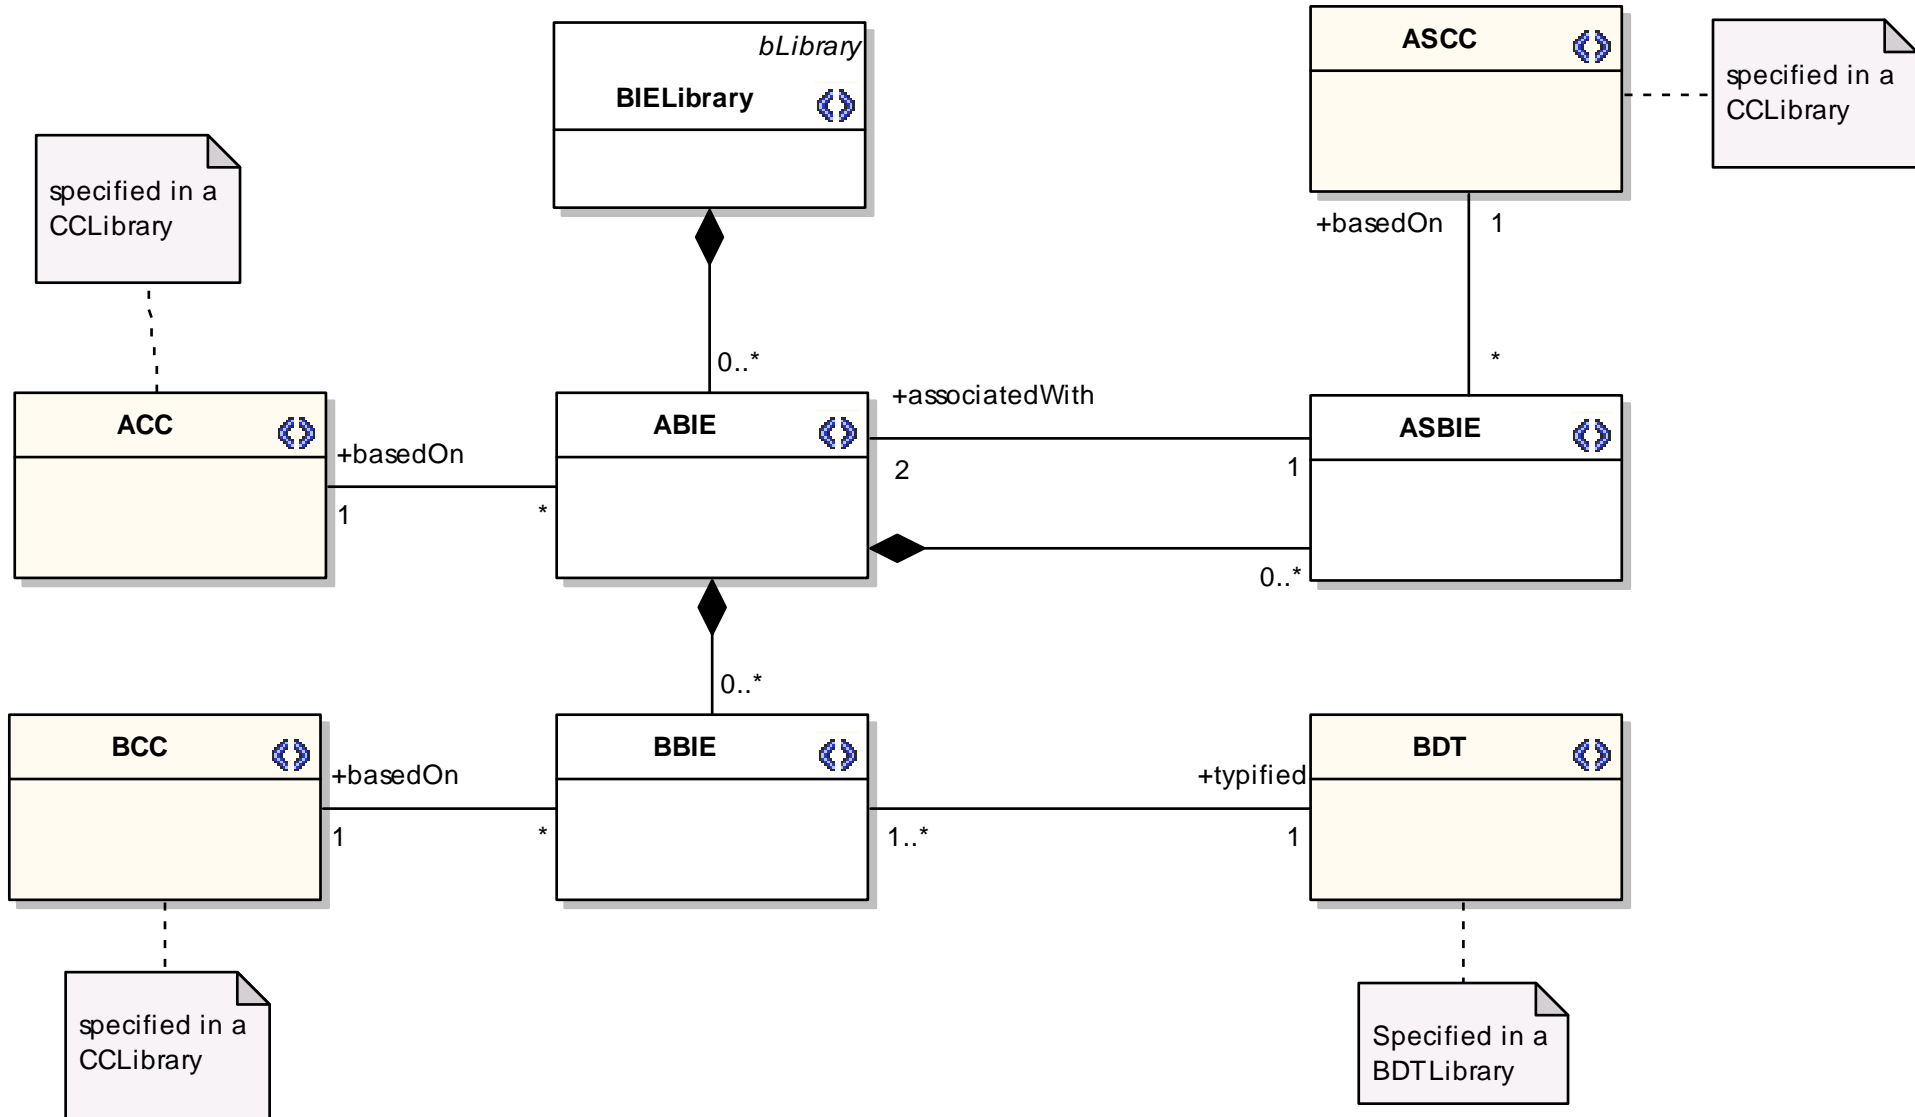 bLibrary
BIELibrary
ASCC
specified in a
CCLibrary
specified in a
CCLibrary
+basedOn
1
0..*
*
ACC
+basedOn
1
*
ABIE
+associatedWith
2
1
0..*
ASBIE
0..*
BCC
+basedOn
1
*
BBIE
1..*
+typified
1
BDT
specified in a
CCLibrary
Specified in a
BDTLibrary